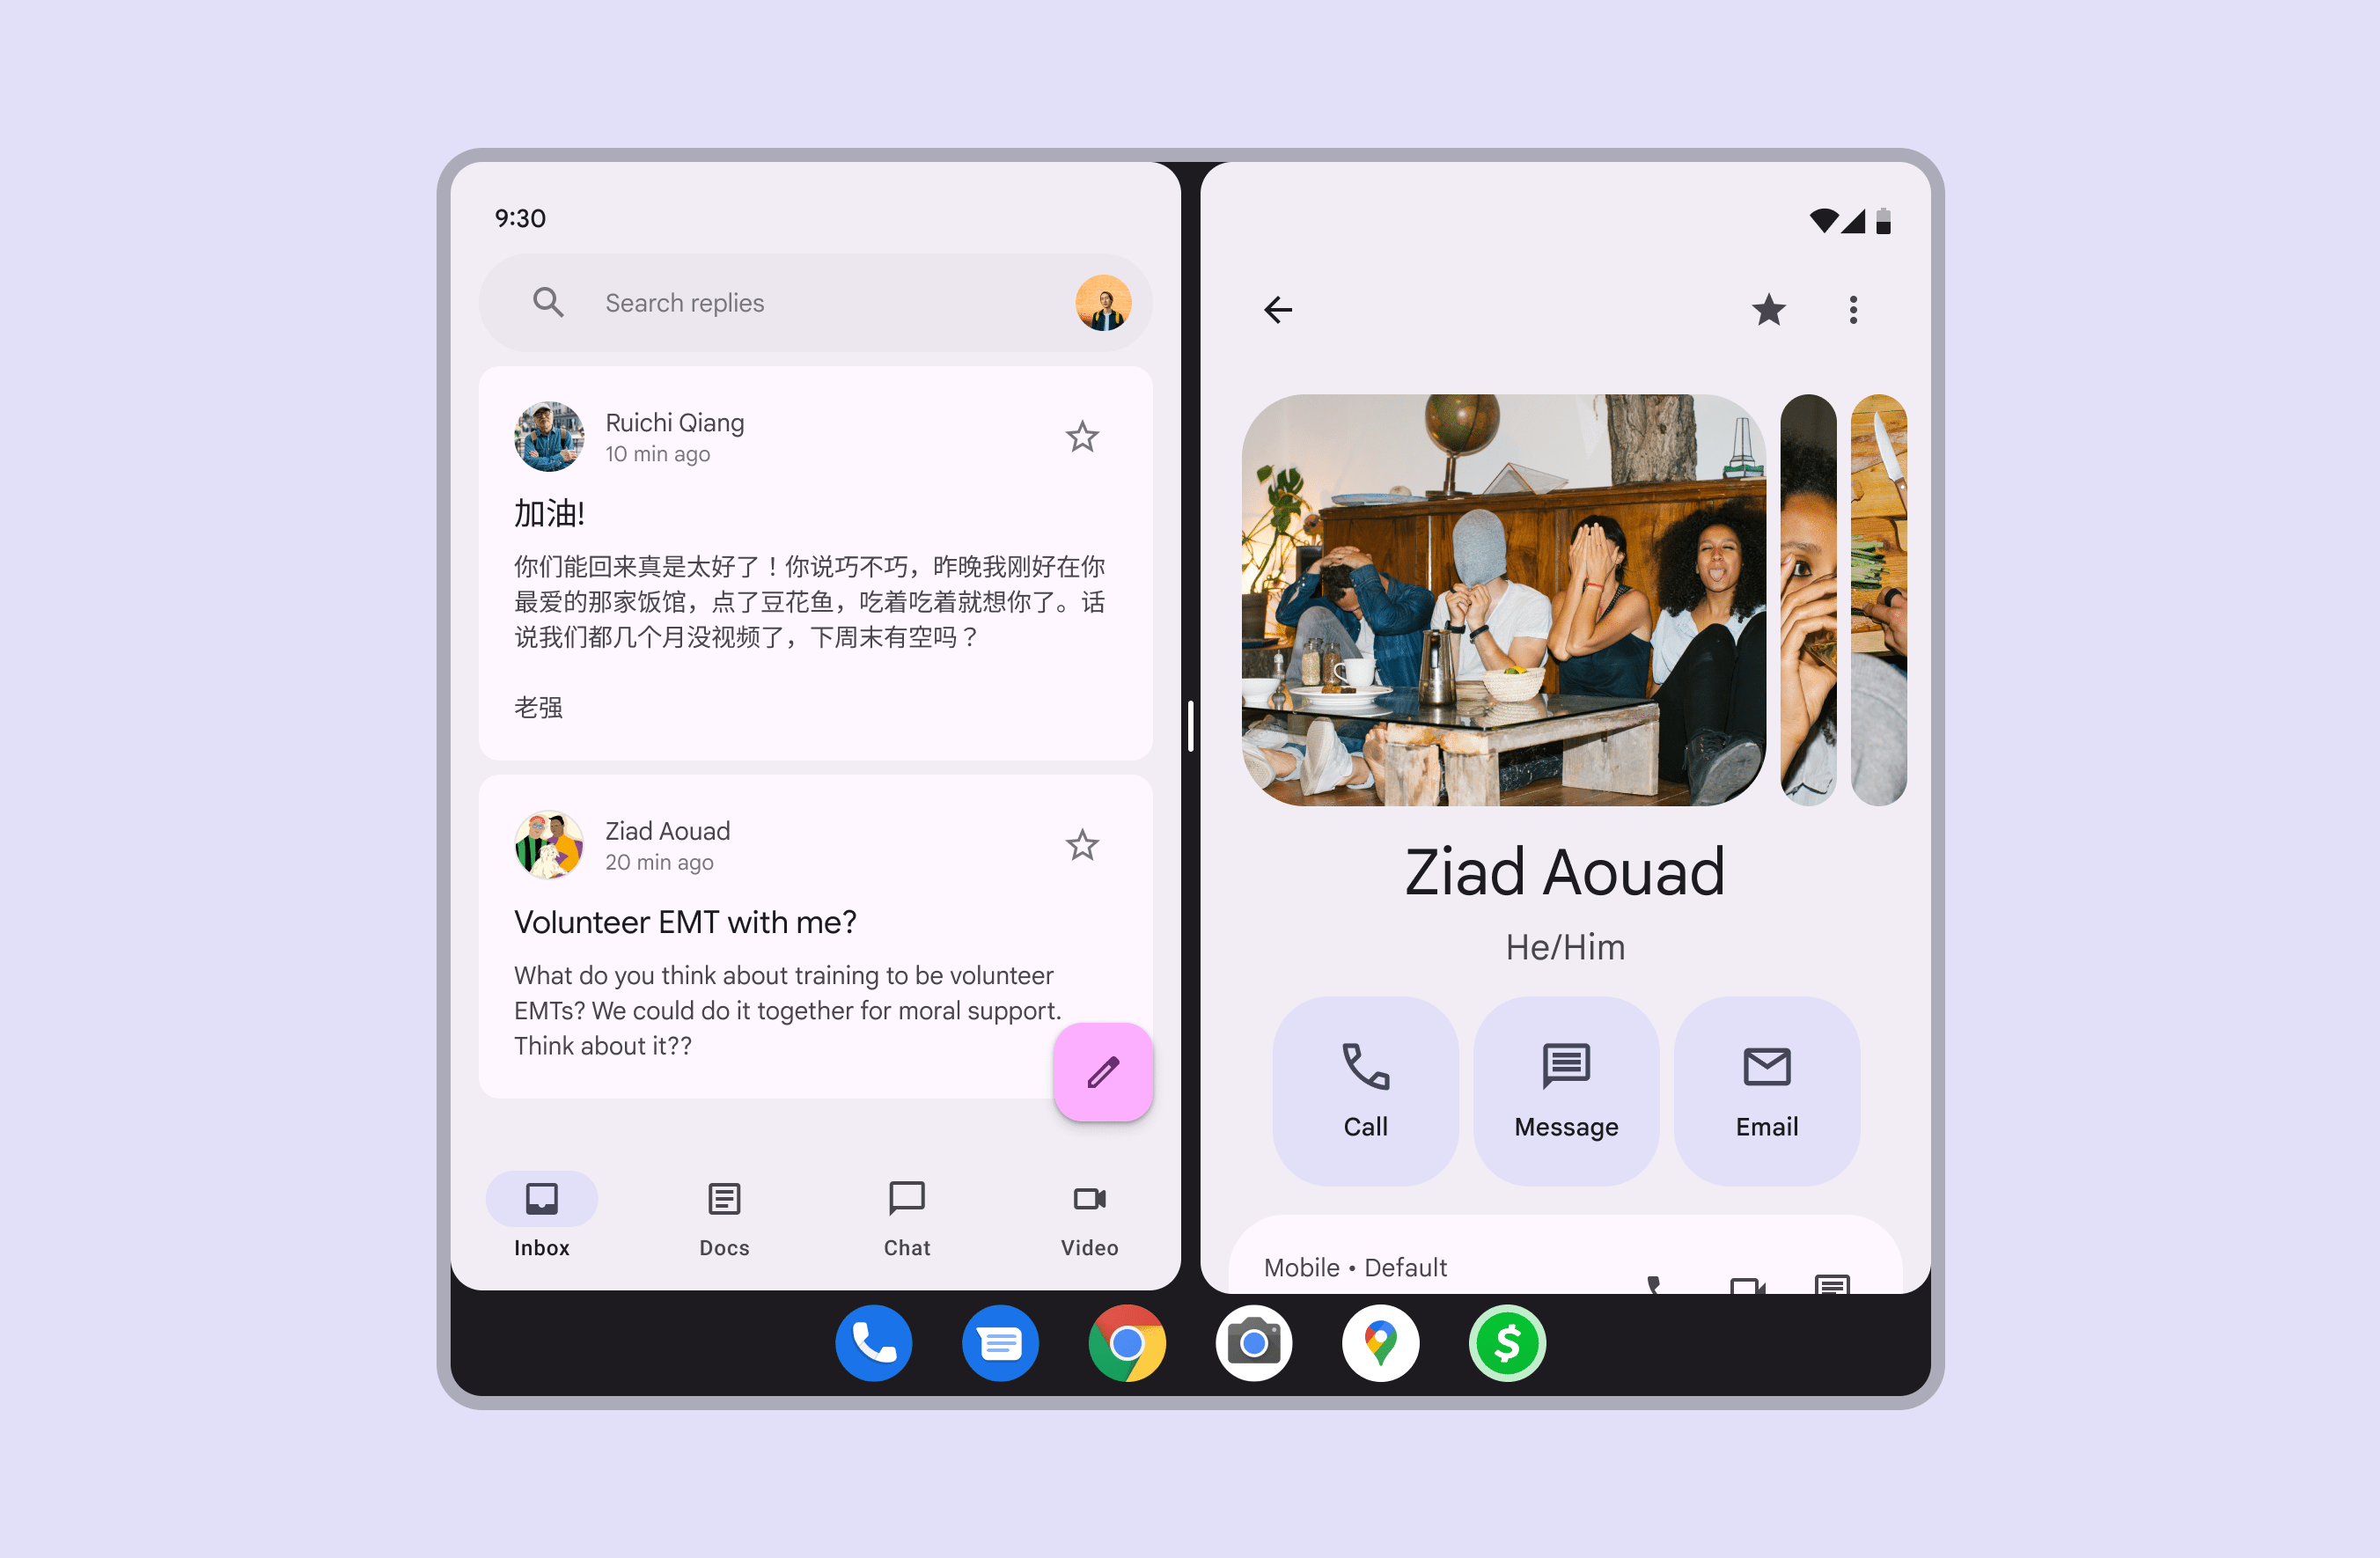 9:30
Search replies
Ruichi Qiang
10 min ago
加油!
你们能回来真是太好了！你说巧不巧，昨晚我刚好在你
最爱的那家饭馆，点了豆花鱼，吃着吃着就想你了。话
说我们都几个月没视频了，下周末有空吗？
老强
Ziad Aouad
20 min ago
Volunteer EMT with me?
What do you think about training to be volunteer
EMTs? We could do it together for moral support.
Think about it??
Inbox
Docs
Chat
Video
Ziad Aouad
He/Him
Call
Message
Email
Mobile • Default
$